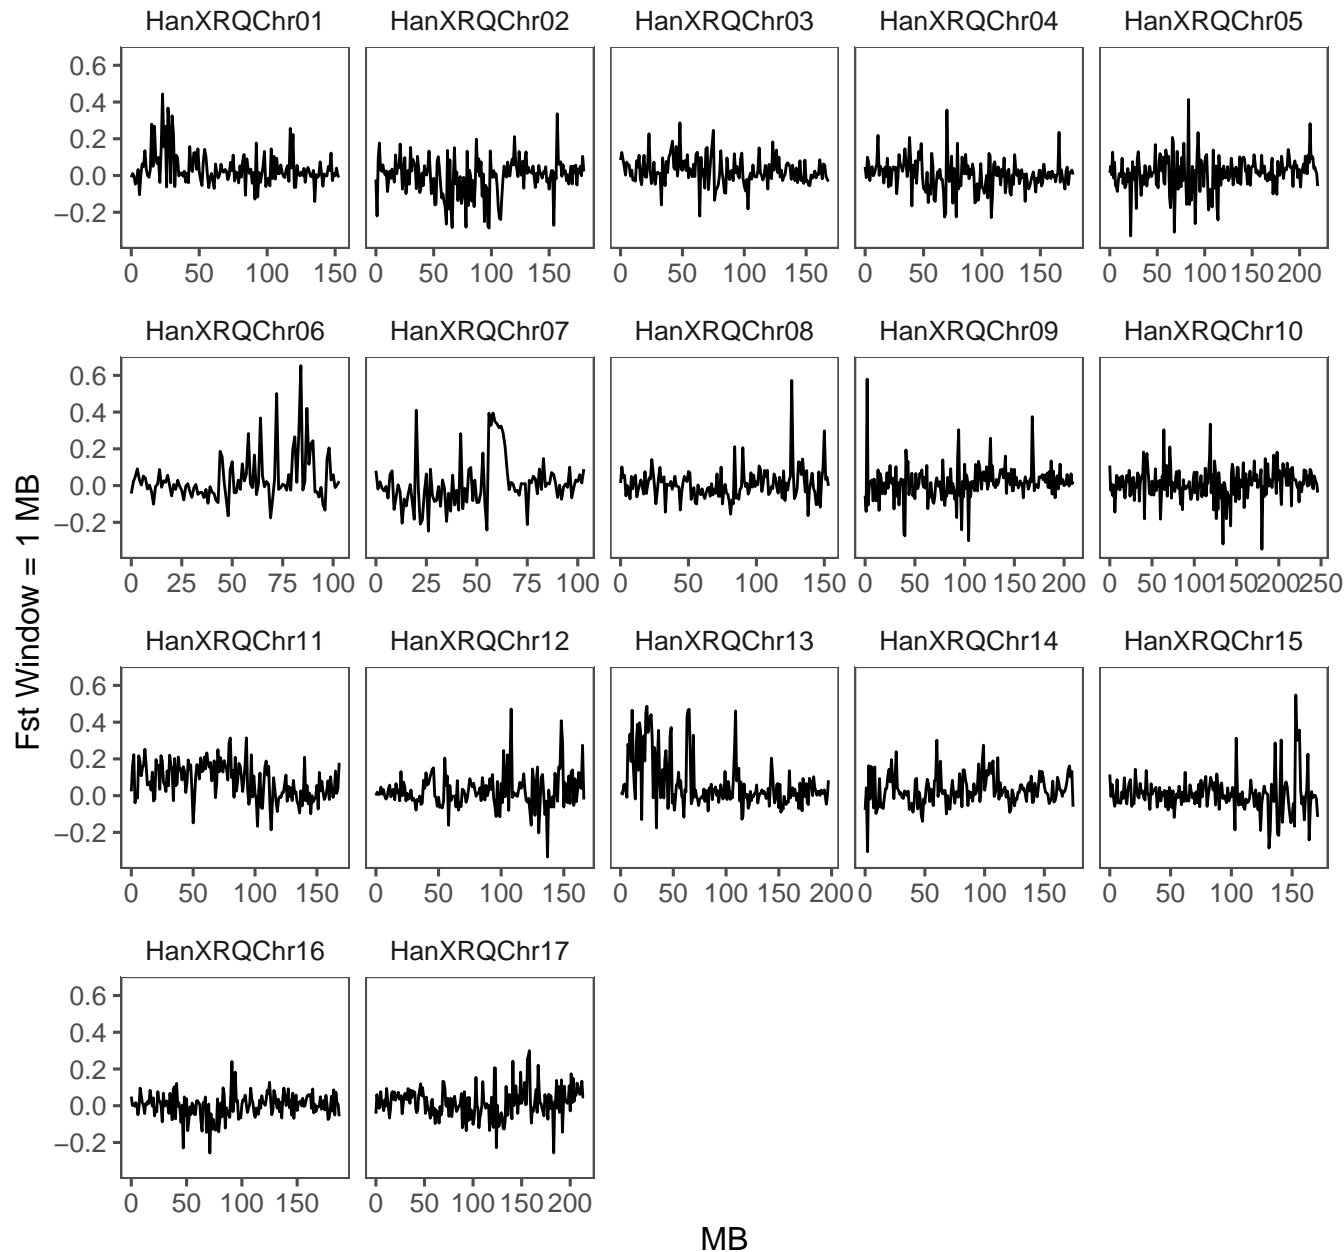 HanXRQChr01 HanXRQChr02 HanXRQChr03 HanXRQChr04 HanXRQChr05
0.6
0.4
0.2
0.0
−0.2
0 50 100 150 0 50 100 150 0 50 100 150 0 50 100 150 0 50 100 150 200
HanXRQChr06 HanXRQChr07 HanXRQChr08 HanXRQChr09 HanXRQChr10
0.6
0.4
0.2
0.0
−0.2
0 25 50 75 100 0 25 50 75 100 0 50 100 150 0 50 100 150 200 0 50 100 150 200 250
Fst Window = 1 MB
HanXRQChr11 HanXRQChr12 HanXRQChr13 HanXRQChr14 HanXRQChr15
0.6
0.4
0.2
0.0
−0.2
0 50 100 150 0 50 100 150 0 50 100 150 200 0 50 100 150 0 50 100 150
HanXRQChr16 HanXRQChr17
0.6
0.4
0.2
0.0
−0.2
0 50 100 150 0 50 100 150 200
MB